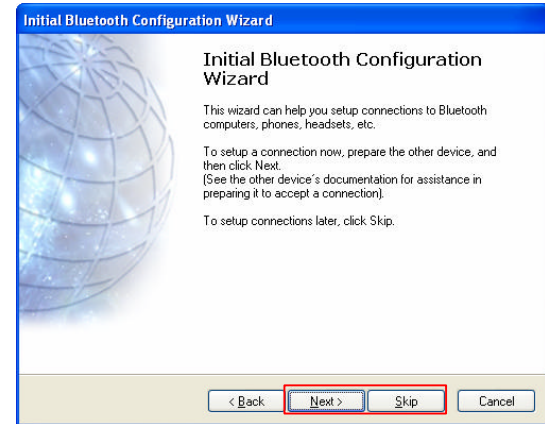 Initial Bluetooth Configuration Wizard
Initial Bluetooth Configuration
Wizard
This wizard can help you setup connections to Bluetooth
computers, phones, headsets, etc.
To setup a connection now, prepare the other device, and
then click Next.
(See the other device´s documentation for assistance in
preparing it to accept a connection).
To setup connections later, click Skip.
< Back Next > Skip Cancel